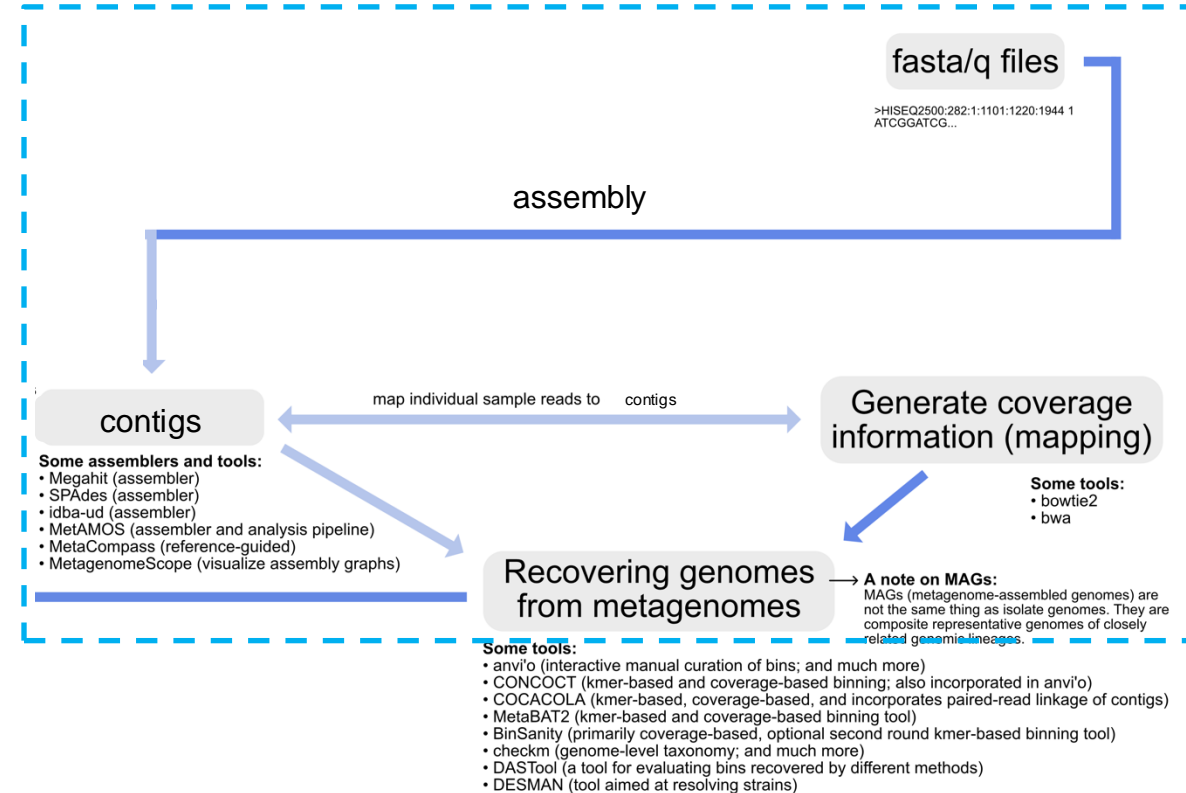 fasta/q files
>HISEQ2500:282:1:1101:1220:1944 1
ATCGGATCG...
assembly
contigs
map individual sample reads to contigs
Generate coverage
information (mapping)
Some assemblers and tools:
• Megahit (assembler)
• SPAdes (assembler)
• idba-ud (assembler)
• MetAMOS (assembler and analysis pipeline)
• MetaCompass (reference-guided)
• MetagenomeScope (visualize assembly graphs)
Some tools:
• bowtie2
• bwa
Recovering genomes
from metagenomes
A note on MAGs:
MAGs (metagenome-assembled genomes) are
not the same thing as isolate genomes. They are
composite representative genomes of closely
related genomic lineages.
Some tools:
• anvi'o (interactive manual curation of bins; and much more)
• CONCOCT (kmer-based and coverage-based binning; also incorporated in anvi'o)
• COCACOLA (kmer-based, coverage-based, and incorporates paired-read linkage of contigs)
• MetaBAT2 (kmer-based and coverage-based binning tool)
• BinSanity (primarily coverage-based, optional second round kmer-based binning tool)
• checkm (genome-level taxonomy; and much more)
• DASTool (a tool for evaluating bins recovered by different methods)
• DESMAN (tool aimed at resolving strains)